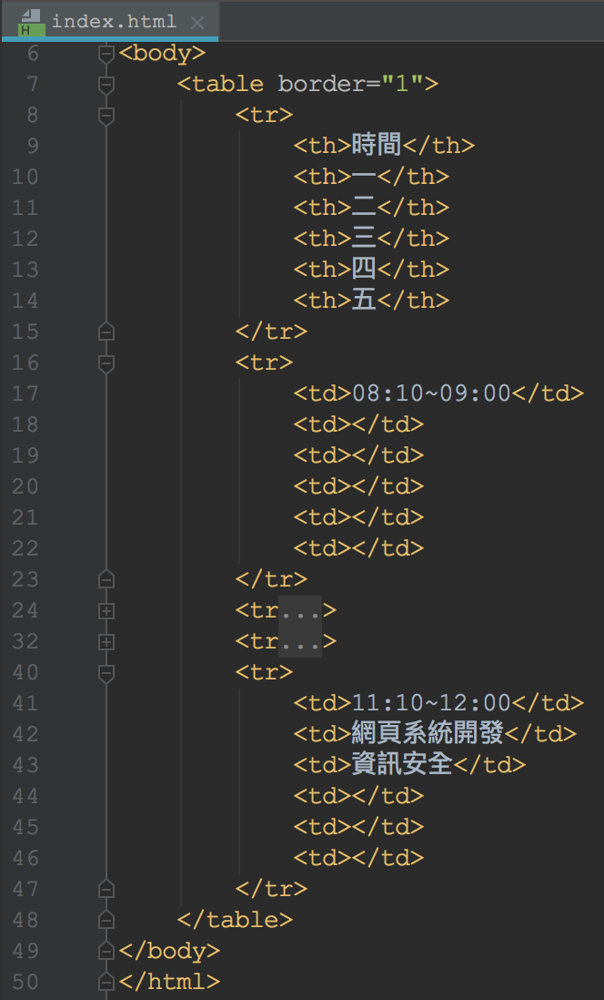 index.html
6 <body>
7 <table border="1">
8 <tr>
9 <th>時間</th>
10 <th>一</th>
11 <th>二</th>
12 <th>三</th>
13 <th>四</th>
14 <th>五</th>
15 </tr>
16 <tr>
17 <td>08:10~09:00</td>
18 <td></td>
19 <td></td>
20 <td></td>
21 <td></td>
22 <td></td>
23 </tr>
24 <tr...>
32 <tr...>
40 <tr>
41 <td>11:10~12:00</td>
42 <td>網頁系統開發</td>
43 <td>資訊安全</td>
44 <td></td>
45 <td></td>
46 <td></td>
47 </tr>
48 </table>
49 </body>
50 </html>